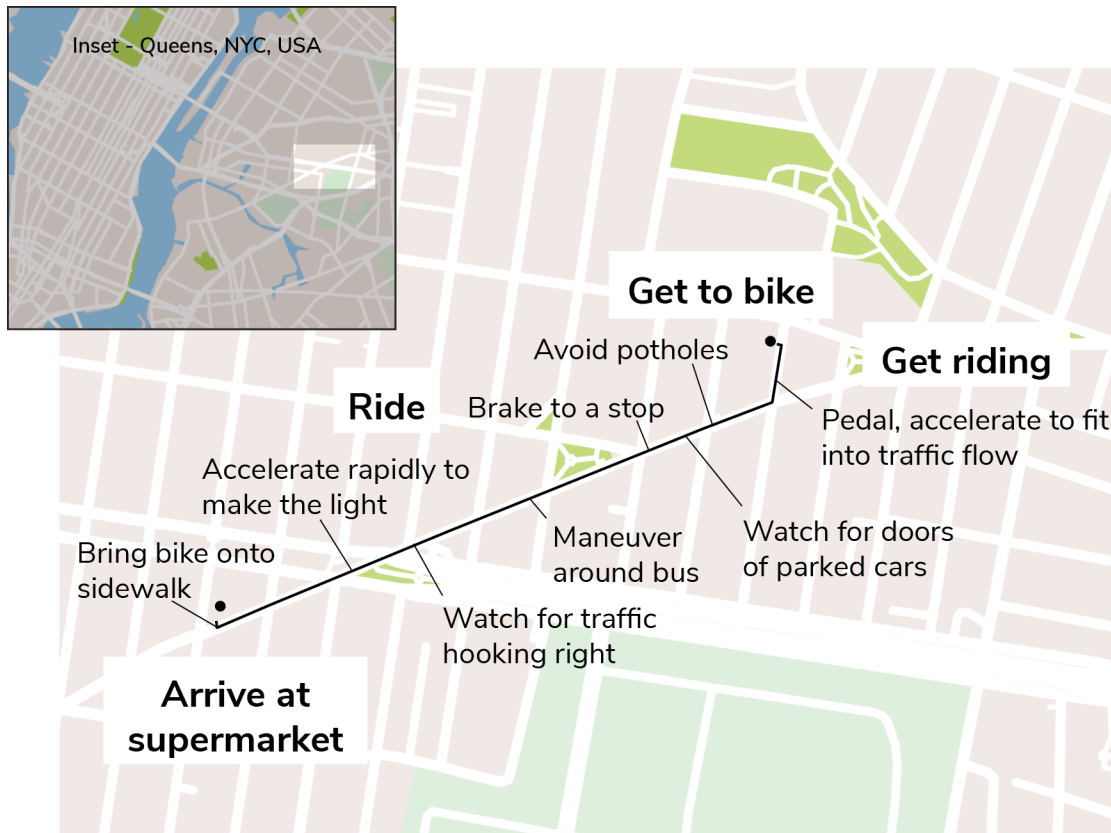 Inset - Queens, NYC, USA
Get to bike
Get riding
Avoid potholes
Ride
Brake to a stop
Pedal, accelerate to fit
into traffic flow
Accelerate rapidly to
make the light
Watch for doors
of parked cars
Maneuver
around bus
Bring bike onto
sidewalk
Watch for traffic
hooking right
Arrive at
supermarket